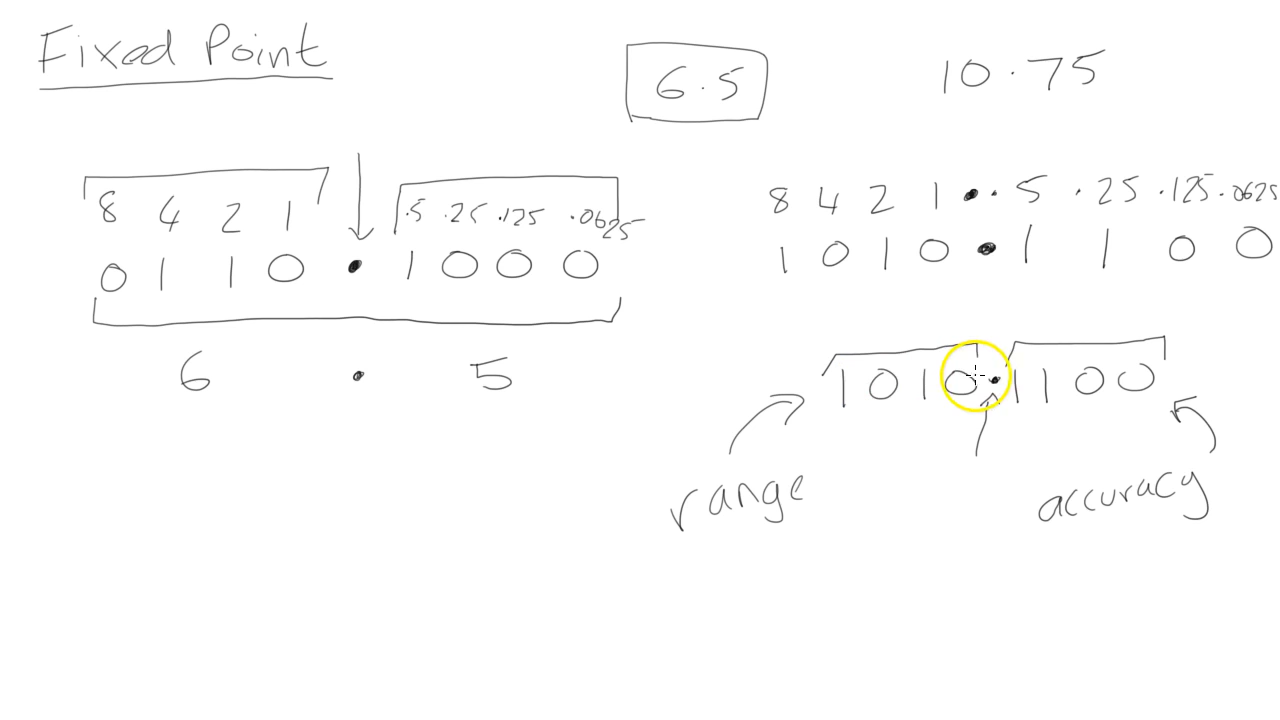 Fixed Point
6.5
10.75
8 4 2 1 .5 .25 .125 .0625
0 1 1 0 . 1 0 0 0
6 . 5
8 4 2 1 . .5 .25 .125 .0625
1 0 1 0 . 1 1 0 0
1 0 1 0 . 1 1 0 0
range
accuracy